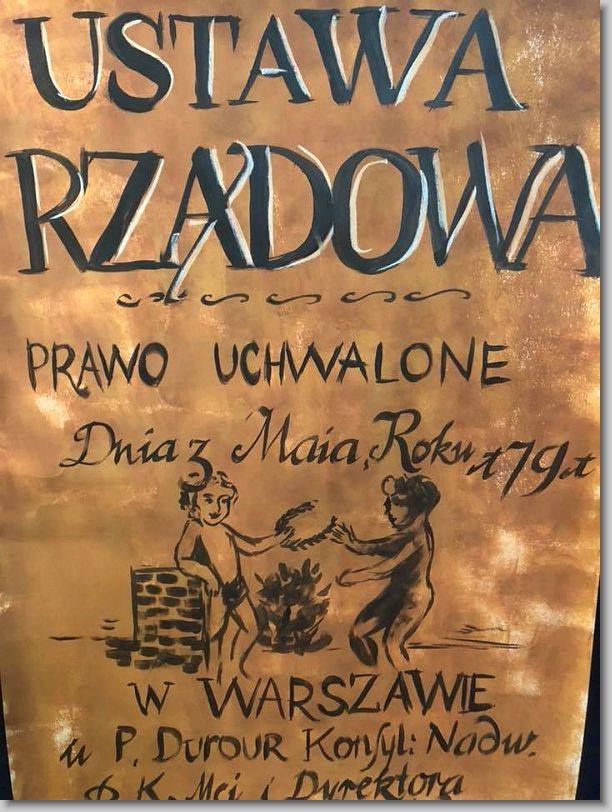 USTAWA
RZĄDOWA
PRAWO UCHWALONE
Dnia 3 Maia, Roku 1791
W WARSZAWIE
u P. DUFOUR Konsyl: Nadw.
J. K. Mci i Dyrektora